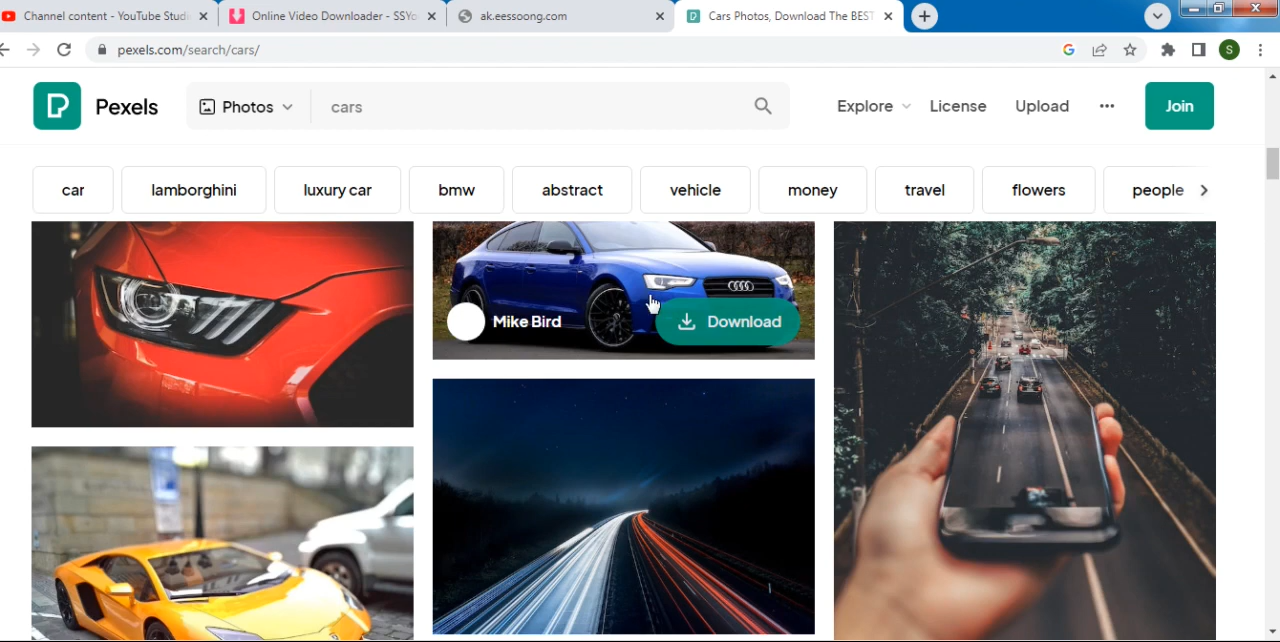 Channel content - YouTube Studi
Online Video Downloader - SSYo
ak.eessoong.com
Cars Photos, Download The BEST
pexels.com/search/cars/
S
Pexels
Photos
cars
Explore
License
Upload
Join
car
lamborghini
luxury car
bmw
abstract
vehicle
money
travel
flowers
people
Mike Bird
Download